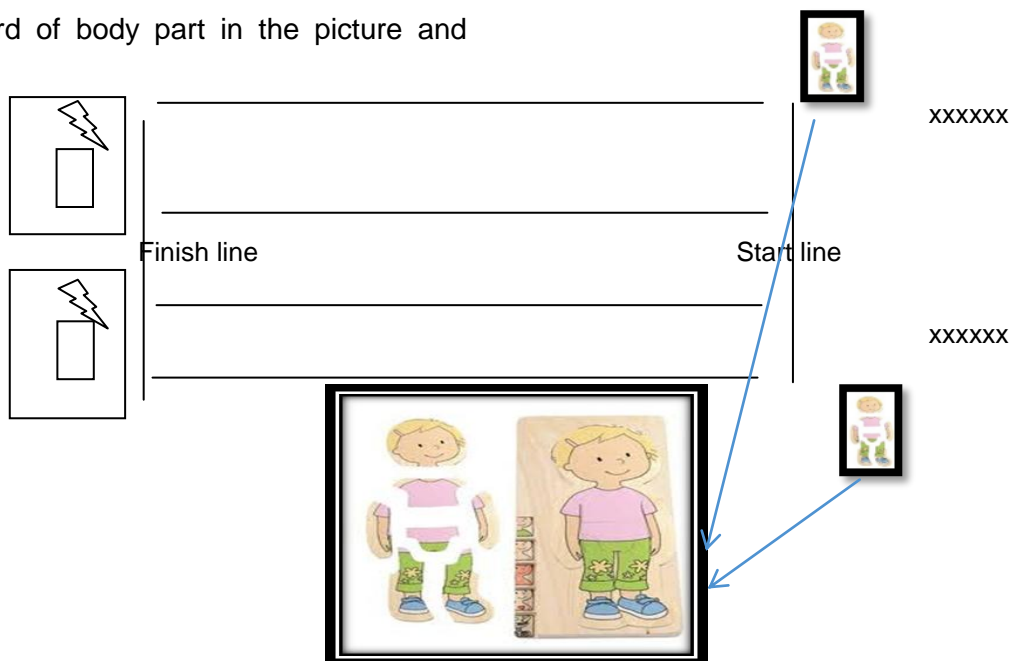 rd of body part in the picture and
xxxxxx
Finish line
Start line
xxxxxx